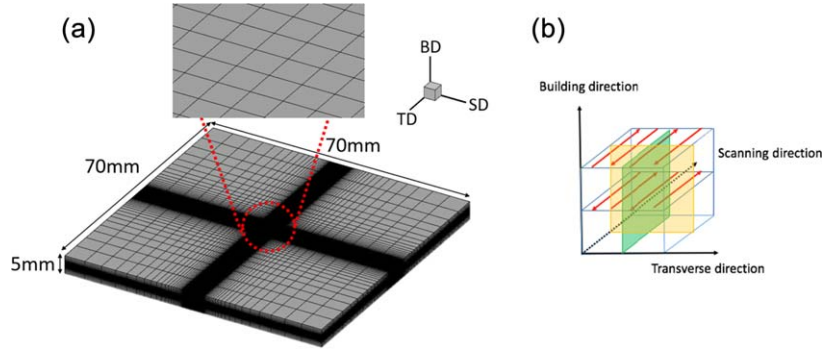 (a)
BD
TD
SD
70mm
70mm
5mm
(b)
Building direction
Scanning direction
Transverse direction